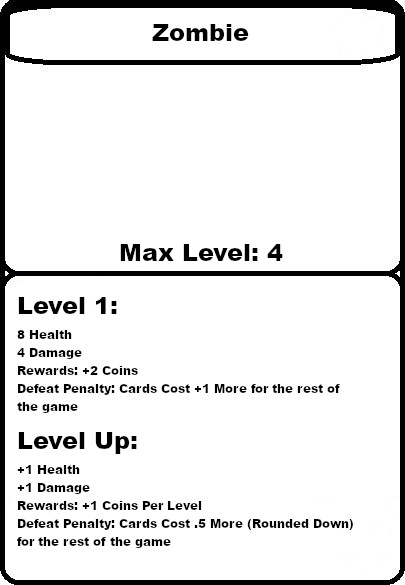 Zombie
Max Level: 4
Level 1:
8 Health
4 Damage
Rewards: +2 Coins
Defeat Penalty: Cards Cost +1 More for the rest of
the game
Level Up:
+1 Health
+1 Damage
Rewards: +1 Coins Per Level
Defeat Penalty: Cards Cost .5 More (Rounded Down)
for the rest of the game